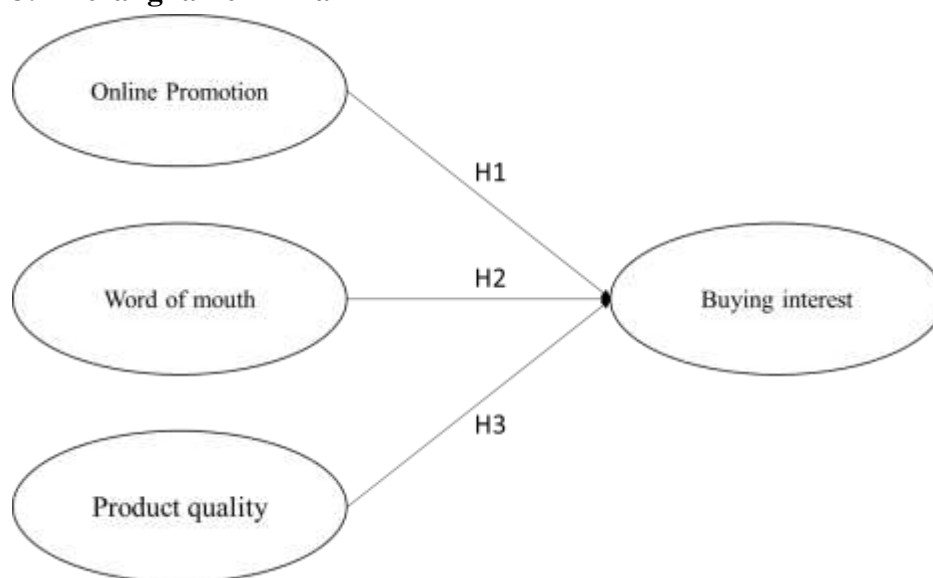 Online Promotion
H1
Word of mouth
H2
Buying interest
H3
Product quality